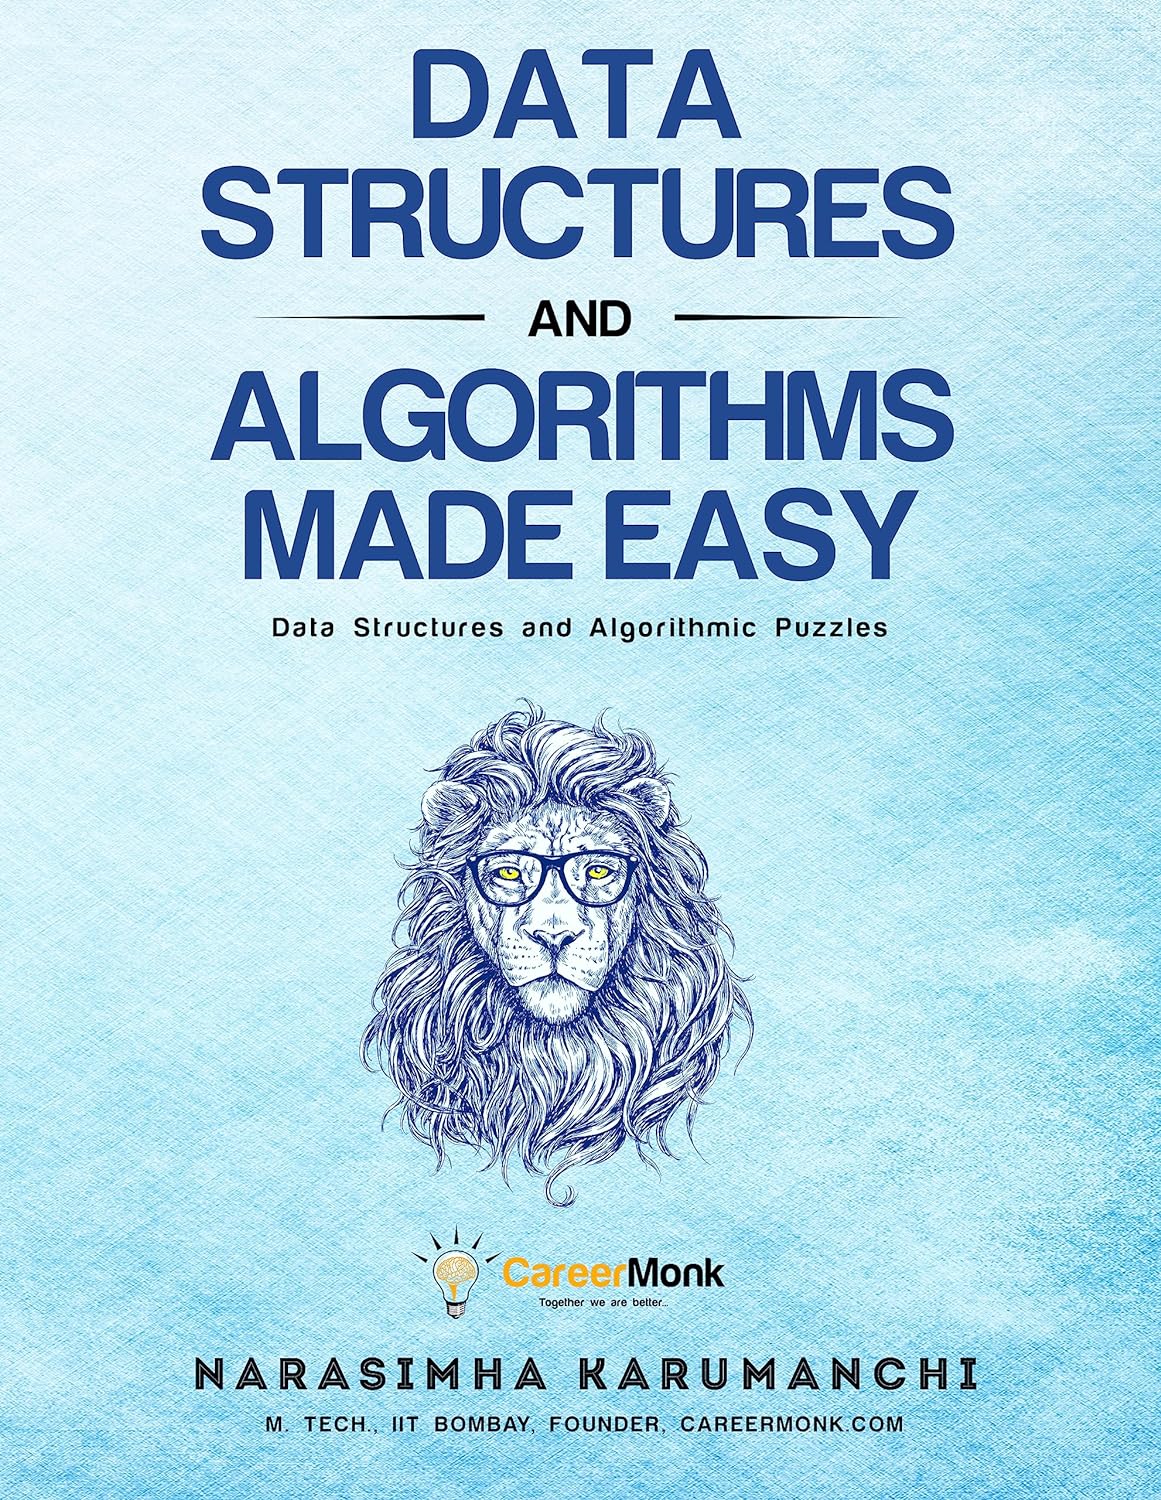 DATA
STRUCTURES
AND
ALGORITHMS
MADE EASY
Data Structures and Algorithmic Puzzles
CareerMonk
Together we are better...
NARASIMHA KARUMANCHI
M. TECH., IIT BOMBAY, FOUNDER, CAREERMONK.COM